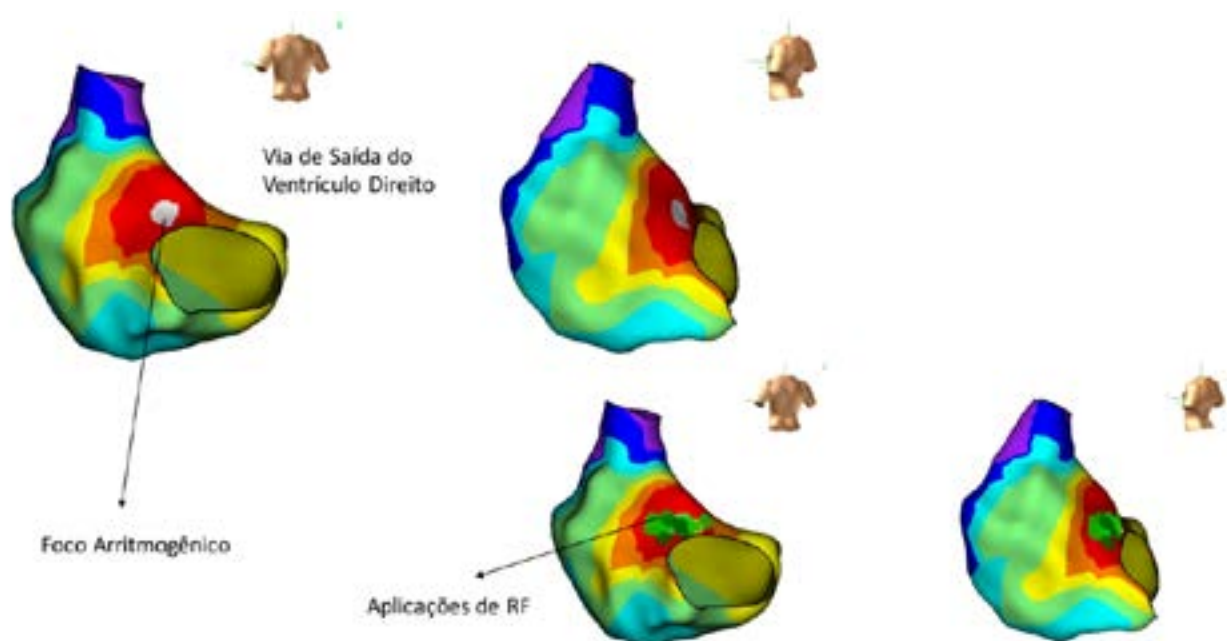 Via de Saída do
Ventrículo Direito
Foco Arritmogênico
Aplicações de RF